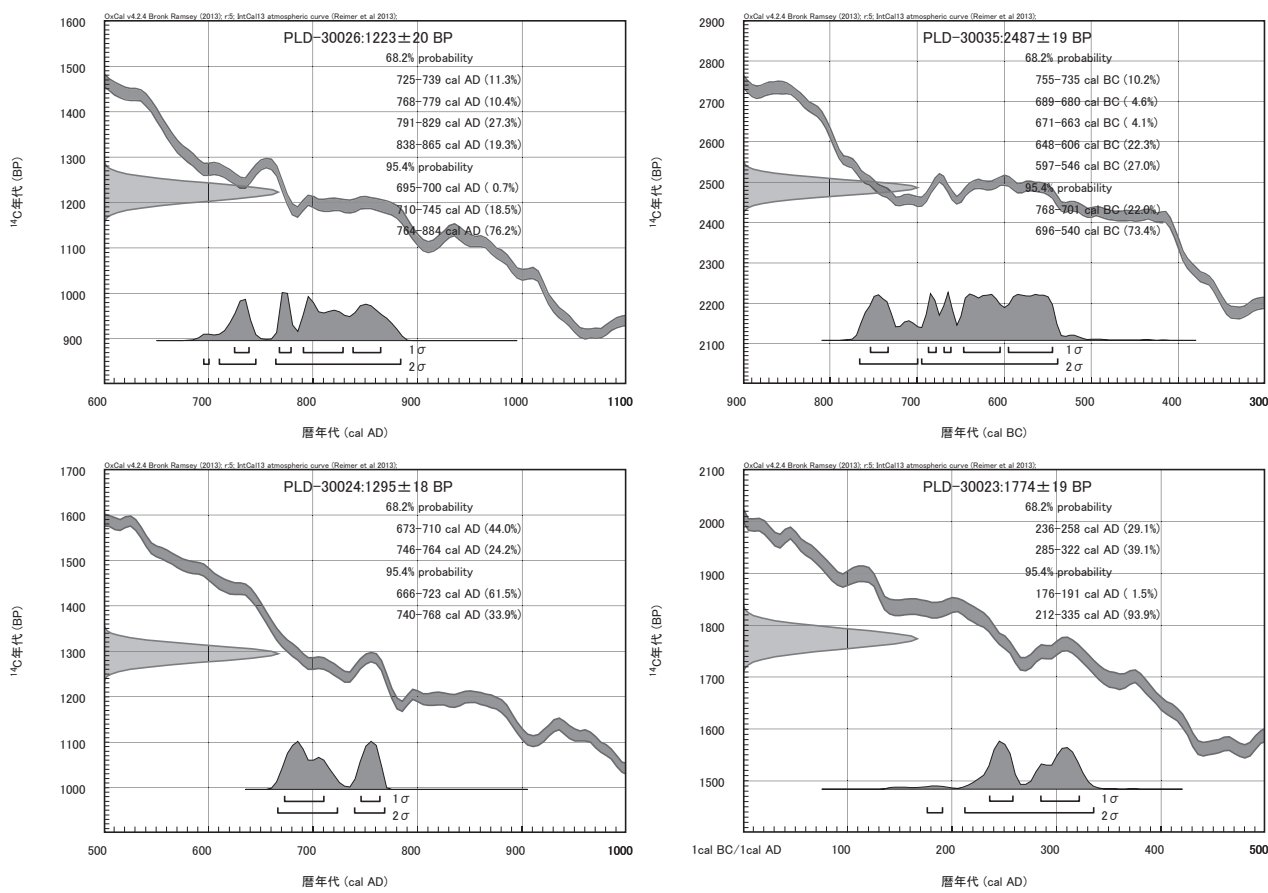 OxCal v4.2.4 Bronk Ramsey (2013); r:5; IntCal13 atmospheric curve (Reimer et al 2013);
PLD-30026:1223±20 BP
68.2% probability
725-739 cal AD (11.3%)
768-779 cal AD (10.4%)
791-829 cal AD (27.3%)
838-865 cal AD (19.3%)
95.4% probability
695-700 cal AD ( 0.7%)
710-745 cal AD (18.5%)
764-884 cal AD (76.2%)
1600
1500
1400
1300
1200
1100
1000
900
¹⁴C年代 (BP)
1σ
2σ
600 700 800 900 1000 1100
暦年代 (cal AD)
OxCal v4.2.4 Bronk Ramsey (2013); r:5; IntCal13 atmospheric curve (Reimer et al 2013);
PLD-30035:2487±19 BP
68.2% probability
755-735 cal BC (10.2%)
689-680 cal BC ( 4.6%)
671-663 cal BC ( 4.1%)
648-606 cal BC (22.3%)
597-546 cal BC (27.0%)
95.4% probability
768-701 cal BC (22.0%)
696-540 cal BC (73.4%)
2900
2800
2700
2600
2500
2400
2300
2200
2100
¹⁴C年代 (BP)
1σ
2σ
900 800 700 600 500 400 300
暦年代 (cal BC)
OxCal v4.2.4 Bronk Ramsey (2013); r:5; IntCal13 atmospheric curve (Reimer et al 2013);
PLD-30024:1295±18 BP
68.2% probability
673-710 cal AD (44.0%)
746-764 cal AD (24.2%)
95.4% probability
666-723 cal AD (61.5%)
740-768 cal AD (33.9%)
1700
1600
1500
1400
1300
1200
1100
1000
¹⁴C年代 (BP)
1σ
2σ
500 600 700 800 900 1000
暦年代 (cal AD)
OxCal v4.2.4 Bronk Ramsey (2013); r:5; IntCal13 atmospheric curve (Reimer et al 2013);
PLD-30023:1774±19 BP
68.2% probability
236-258 cal AD (29.1%)
285-322 cal AD (39.1%)
95.4% probability
176-191 cal AD ( 1.5%)
212-335 cal AD (93.9%)
2100
2000
1900
1800
1700
1600
1500
¹⁴C年代 (BP)
1σ
2σ
1cal BC/1cal AD 100 200 300 400 500
暦年代 (cal AD)